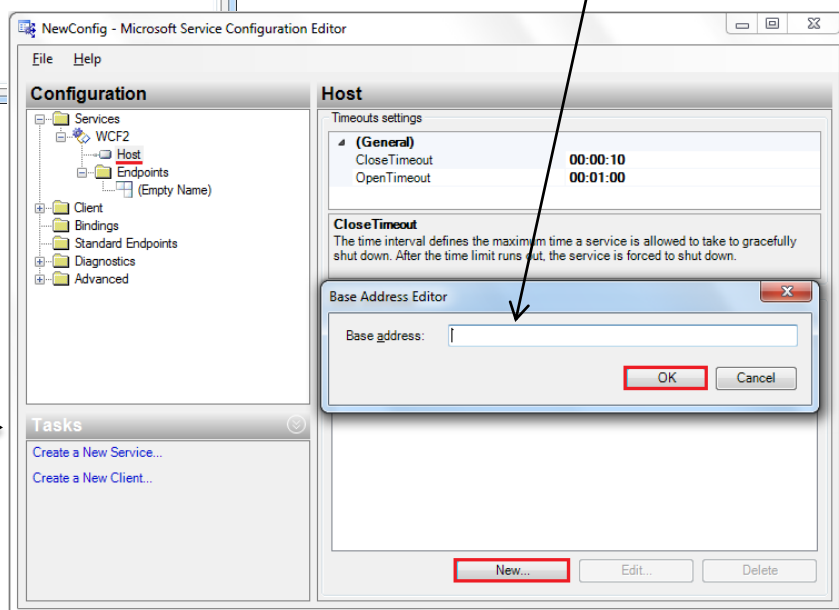 NewConfig - Microsoft Service Configuration Editor
File Help
Configuration
Services
WCF2
Host
Endpoints
(Empty Name)
Client
Bindings
Standard Endpoints
Diagnostics
Advanced
Tasks
Create a New Service...
Create a New Client...
Host
Timeouts settings
(General)
CloseTimeout 00:00:10
OpenTimeout 00:01:00
CloseTimeout
The time interval defines the maximum time a service is allowed to take to gracefully
shut down. After the time limit runs out, the service is forced to shut down.
Base Address Editor
Base address:
OK Cancel
New... Edit... Delete